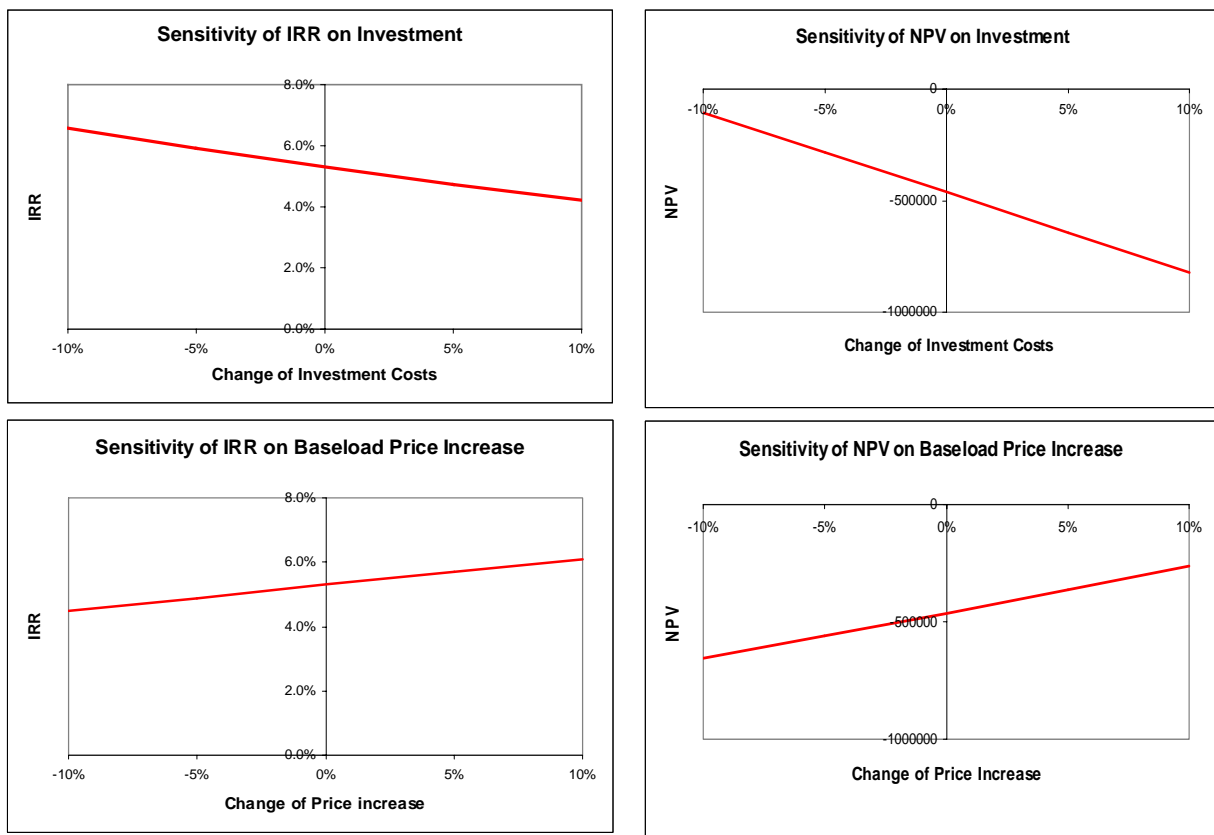 Sensitivity of IRR on Investment
8.0%
6.0%
4.0%
2.0%
0.0%
IRR
-10% -5% 0% 5% 10%
Change of Investment Costs
Sensitivity of NPV on Investment
0
-10% -5% 0% 5% 10%
NPV
-500000
-1000000
Change of Investment Costs
Sensitivity of IRR on Baseload Price Increase
8.0%
6.0%
4.0%
2.0%
0.0%
IRR
-10% -5% 0% 5% 10%
Change of Price increase
Sensitivity of NPV on Baseload Price Increase
0
-10% -5% 0% 5% 10%
NPV
-500000
-1000000
Change of Price Increase